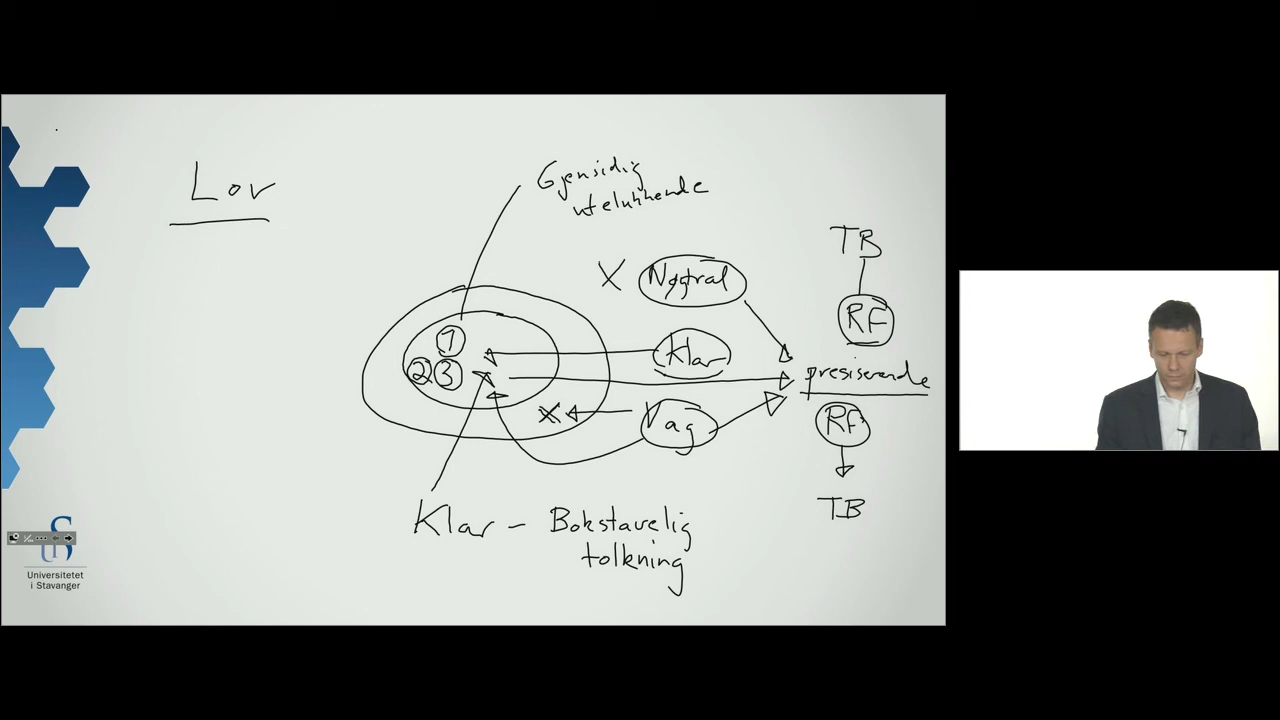 Lov
Gjensidig
utelukkende
TB
X Nøytral
RF
1
Klar
2 3
presiserende
X Vag
RF
TB
Klar - Bokstavelig
tolkning
Universitetet
i Stavanger